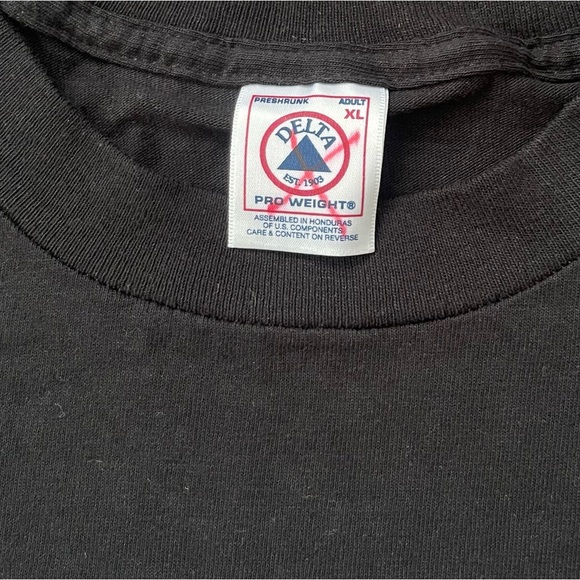 PRESHRUNK ADULT
XL
DELTA
EST. 1903
PRO WEIGHT®
ASSEMBLED IN HONDURAS
OF U.S. COMPONENTS
CARE & CONTENT ON REVERSE